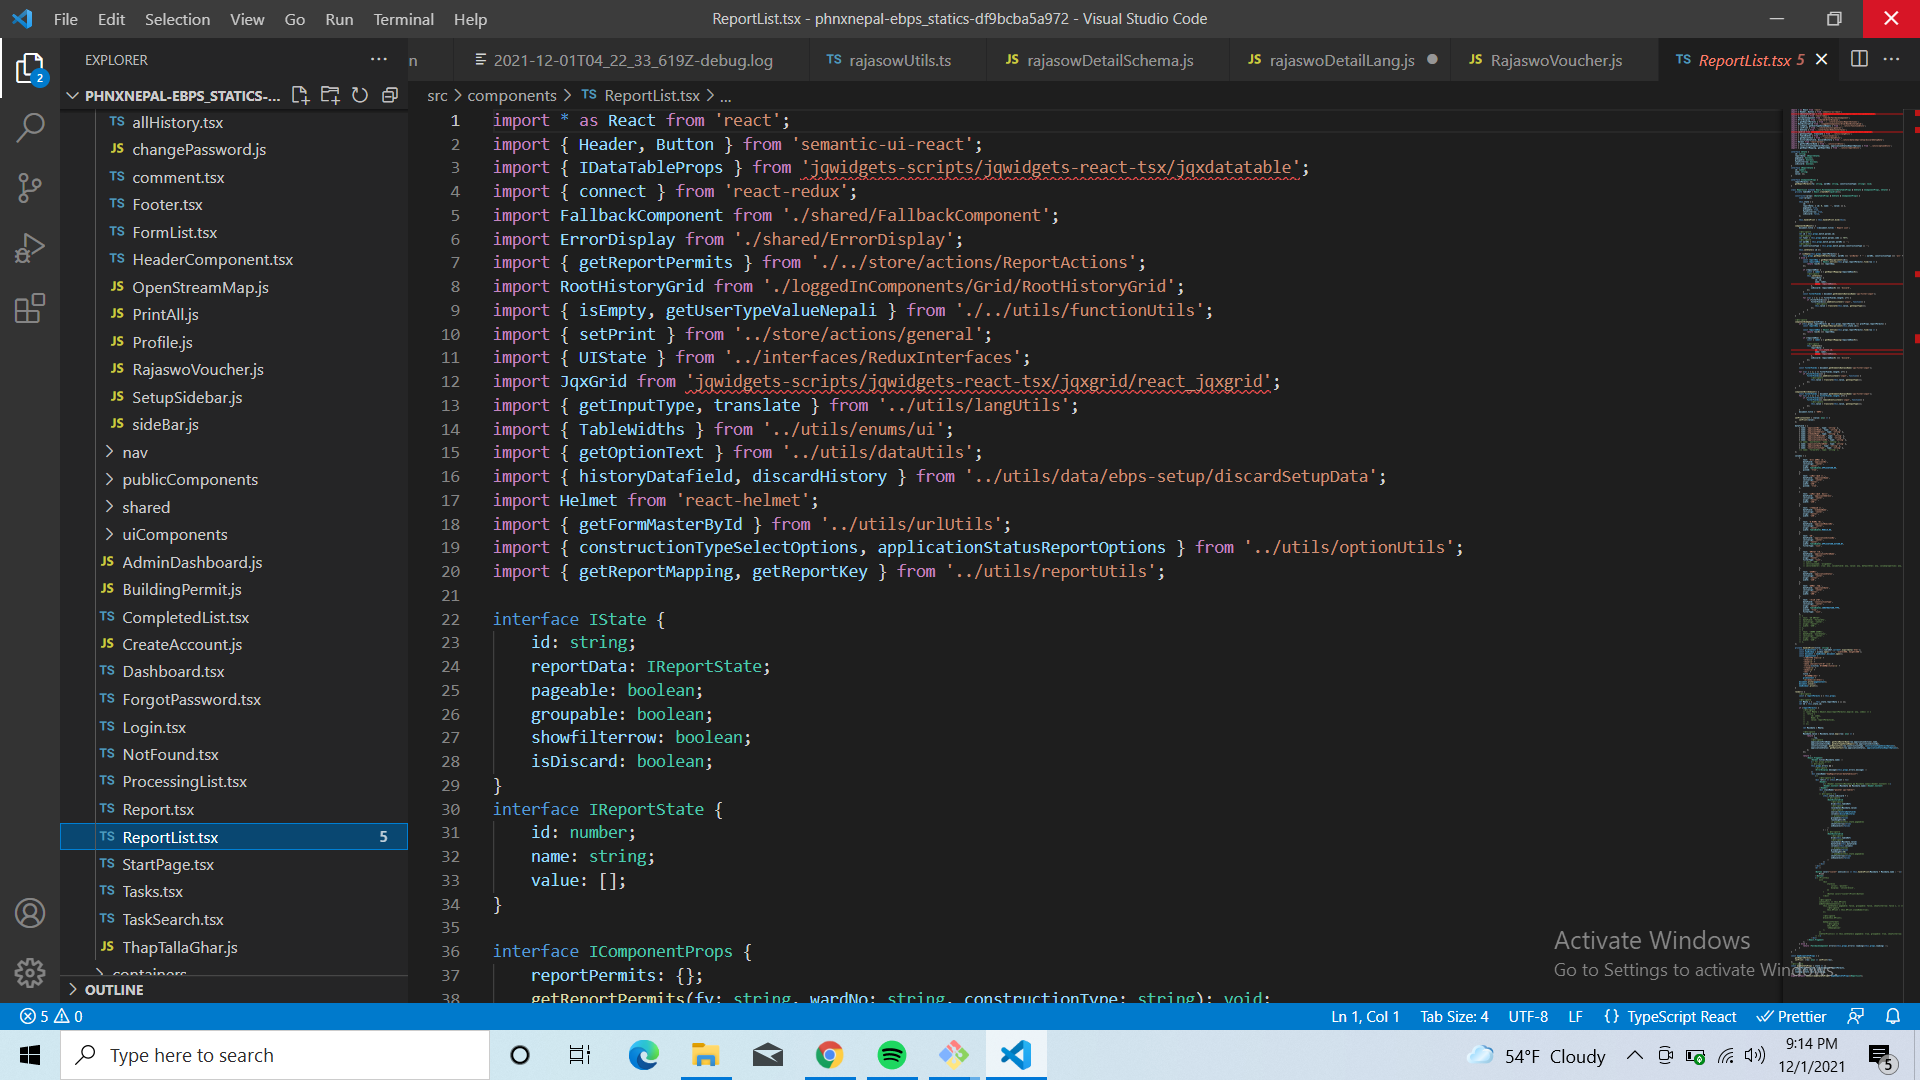 File Edit Selection View Go Run Terminal Help
ReportList.tsx - phnxnepal-ebps_statics-df9bcba5a972 - Visual Studio Code
2
EXPLORER
n
2021-12-01T04_22_33_619Z-debug.log
TS rajasowUtils.ts
JS rajasowDetailSchema.js
JS rajaswoDetailLang.js
JS RajaswoVoucher.js
TS ReportList.tsx 5
PHNXNEPAL-EBPS_STATICS-...
src > components > TS ReportList.tsx > ...
TS allHistory.tsx
JS changePassword.js
TS comment.tsx
TS Footer.tsx
TS FormList.tsx
TS HeaderComponent.tsx
JS OpenStreamMap.js
JS PrintAll.js
JS Profile.js
JS RajaswoVoucher.js
JS SetupSidebar.js
JS sideBar.js
nav
publicComponents
shared
uiComponents
JS AdminDashboard.js
JS BuildingPermit.js
TS CompletedList.tsx
JS CreateAccount.js
TS Dashboard.tsx
TS ForgotPassword.tsx
TS Login.tsx
TS NotFound.tsx
TS ProcessingList.tsx
TS Report.tsx
TS ReportList.tsx 5
TS StartPage.tsx
TS Tasks.tsx
TS TaskSearch.tsx
JS ThapTallaGhar.js
containers
OUTLINE
1 import * as React from 'react';
2 import { Header, Button } from 'semantic-ui-react';
3 import { IDataTableProps } from 'jqwidgets-scripts/jqwidgets-react-tsx/jqxdatatable';
4 import { connect } from 'react-redux';
5 import FallbackComponent from './shared/FallbackComponent';
6 import ErrorDisplay from './shared/ErrorDisplay';
7 import { getReportPermits } from './../store/actions/ReportActions';
8 import RootHistoryGrid from './loggedInComponents/Grid/RootHistoryGrid';
9 import { isEmpty, getUserTypeValueNepali } from './../utils/functionUtils';
10 import { setPrint } from '../store/actions/general';
11 import { UIState } from '../interfaces/ReduxInterfaces';
12 import JqxGrid from 'jqwidgets-scripts/jqwidgets-react-tsx/jqxgrid/react_jqxgrid';
13 import { getInputType, translate } from '../utils/langUtils';
14 import { TableWidths } from '../utils/enums/ui';
15 import { getOptionText } from '../utils/dataUtils';
16 import { historyDatafield, discardHistory } from '../utils/data/ebps-setup/discardSetupData';
17 import Helmet from 'react-helmet';
18 import { getFormMasterById } from '../utils/urlUtils';
19 import { constructionTypeSelectOptions, applicationStatusReportOptions } from '../utils/optionUtils';
20 import { getReportMapping, getReportKey } from '../utils/reportUtils';
21
22 interface IState {
23 id: string;
24 reportData: IReportState;
25 pageable: boolean;
26 groupable: boolean;
27 showfilterrow: boolean;
28 isDiscard: boolean;
29 }
30 interface IReportState {
31 id: number;
32 name: string;
33 value: [];
34 }
35
36 interface IComponentProps {
37 reportPermits: {};
38 getReportPermits(fy: string, wardNo: string, constructionType: string): void;
Activate Windows
Go to Settings to activate Windows.
5 0
Ln 1, Col 1 Tab Size: 4 UTF-8 LF {} TypeScript React Prettier
Type here to search
54°F Cloudy
9:14 PM
12/1/2021
5